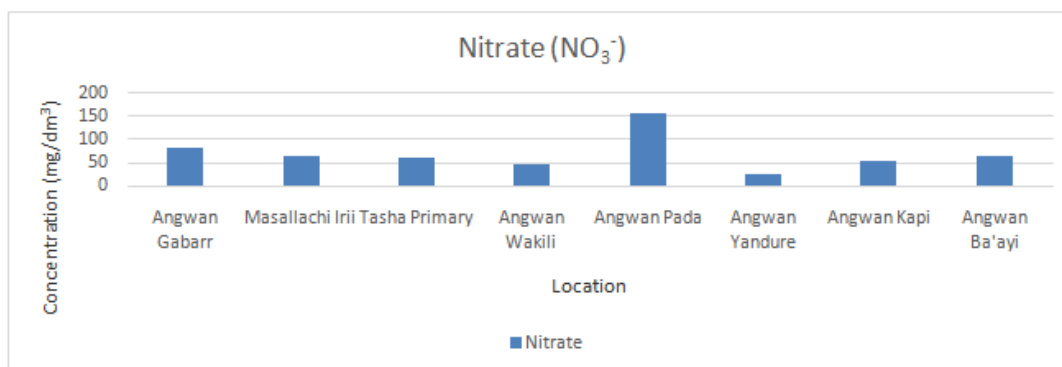 Nitrate (NO₃⁻)
Concentration (mg/dm³)
200
150
100
50
0
Angwan Gabarr
Masallachi Irii
Tasha Primary
Angwan Wakili
Angwan Pada
Angwan Yandure
Angwan Kapi
Angwan Ba'ayi
Location
Nitrate